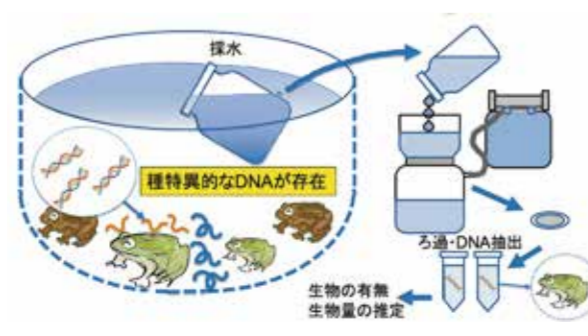 採水
種特異的なDNAが存在
ろ過・DNA抽出
生物の有無
生物量の推定